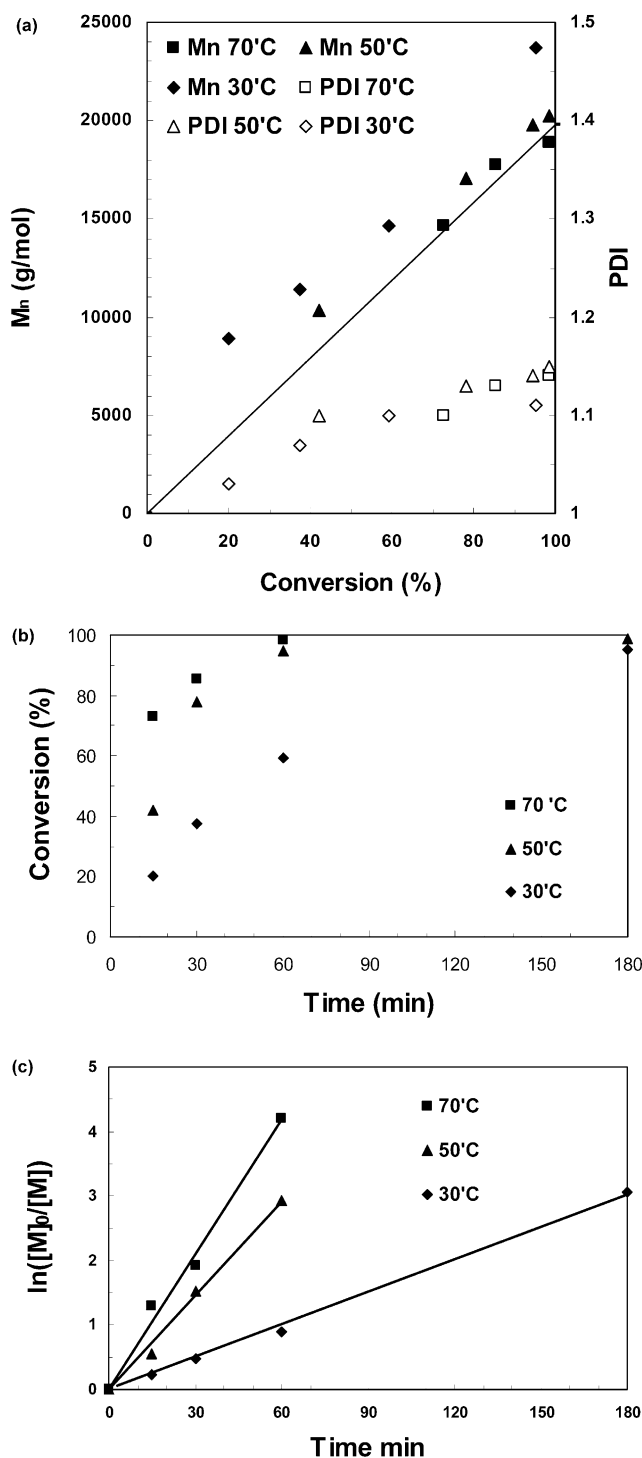 (a)
Mn 70'C
Mn 50'C
Mn 30'C
PDI 70'C
PDI 50'C
PDI 30'C
25000
20000
15000
10000
5000
0
Mn (g/mol)
1.5
1.4
1.3
1.2
1.1
1
PDI
0 20 40 60 80 100
Conversion (%)
(b)
100
80
60
40
20
0
Conversion (%)
70 'C
50'C
30'C
0 30 60 90 120 150 180
Time (min)
(c)
5
4
3
2
1
0
ln([M]0/[M])
70'C
50'C
30'C
0 30 60 90 120 150 180
Time min